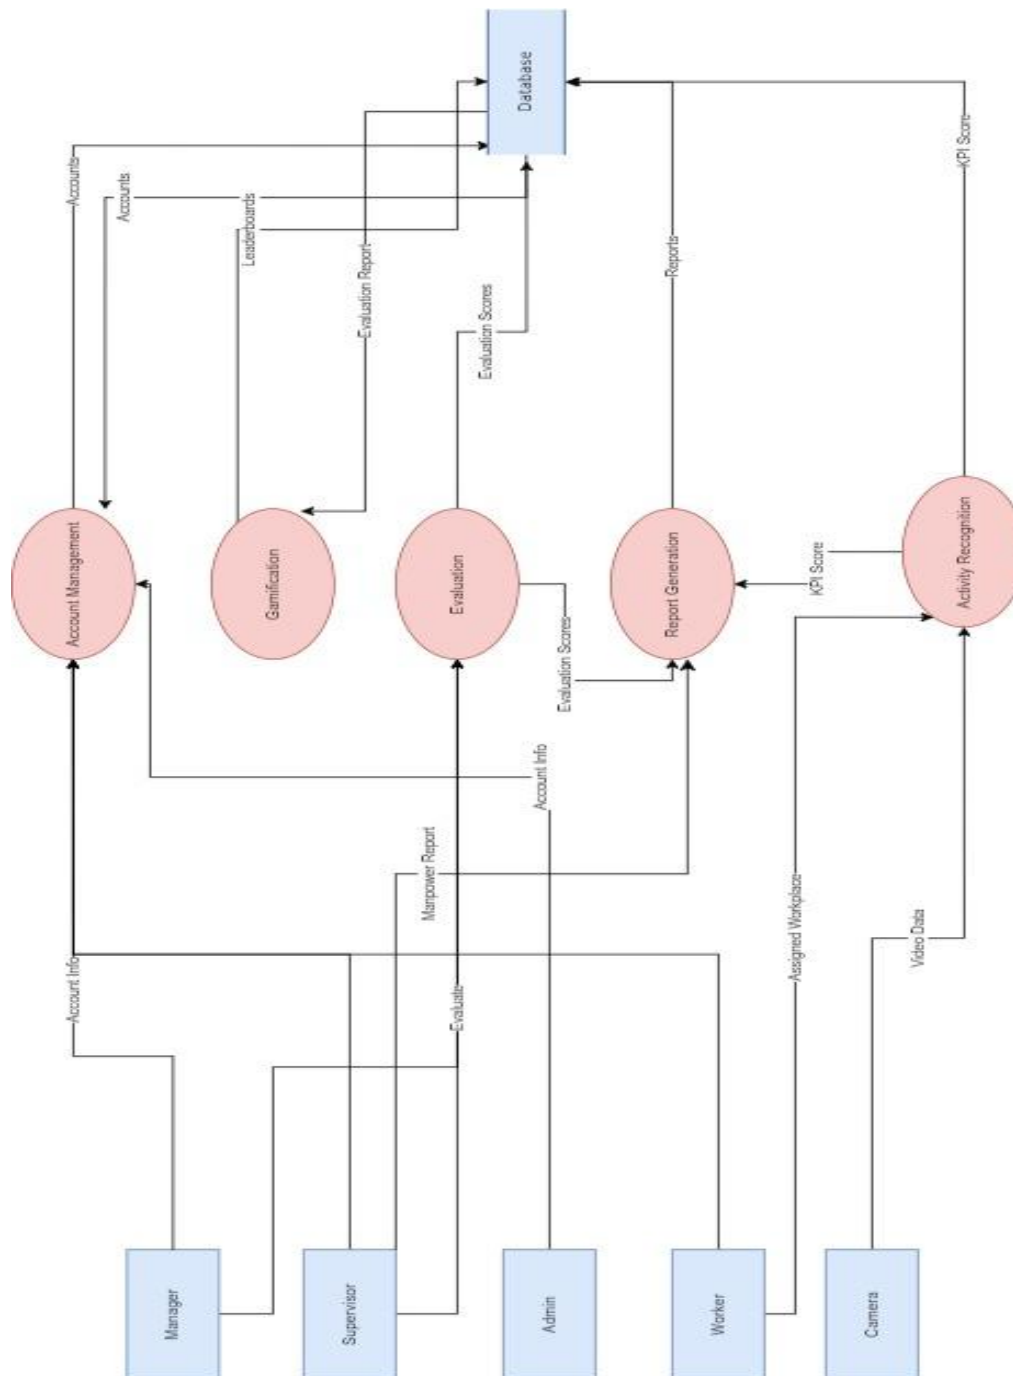 Database
Accounts
Accounts
Leaderboards
Evaluation Report
Evaluation Scores
Reports
KPI Score
Account Management
Gamification
Evaluation
Report Generation
Activity Recognition
KPI Score
Evaluation Scores
Account Info
Manpower Report
Assigned Workplace
Video Data
Account Info
Evaluate
Manager
Supervisor
Admin
Worker
Camera